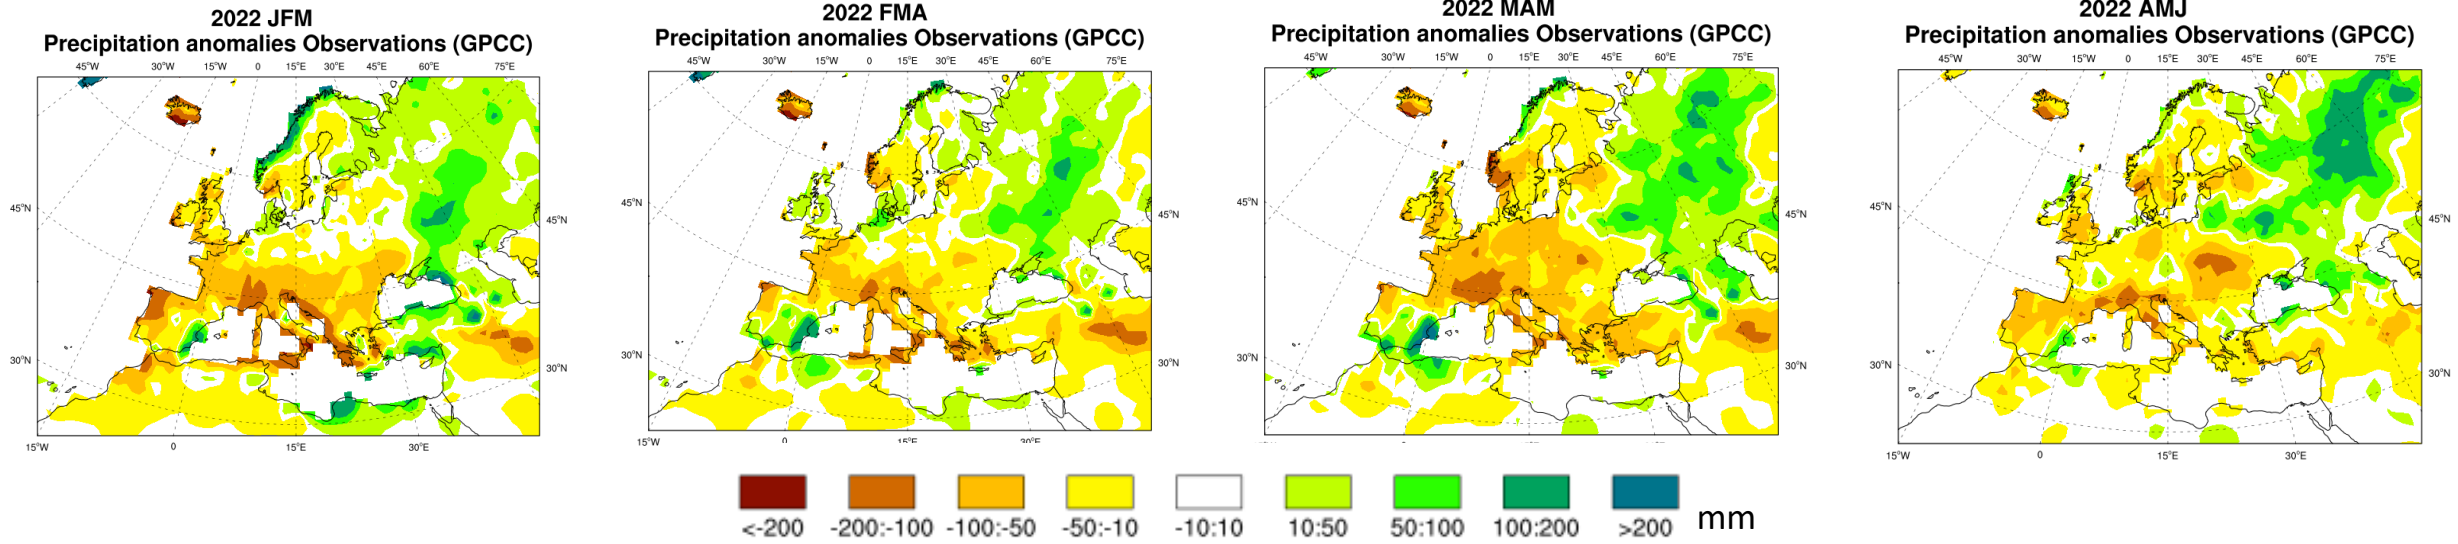 2022 JFM
Precipitation anomalies Observations (GPCC)
45°W 30°W 15°W 0 15°E 30°E 45°E 60°E 75°E
45°N 45°N
30°N 30°N
15°W 0 15°E 30°E
2022 FMA
Precipitation anomalies Observations (GPCC)
45°W 30°W 15°W 0 15°E 30°E 45°E 60°E 75°E
45°N 45°N
30°N 30°N
15°W 0 15°E 30°E
2022 MAM
Precipitation anomalies Observations (GPCC)
45°W 30°W 15°W 0 15°E 30°E 45°E 60°E 75°E
45°N 45°N
30°N 30°N
2022 AMJ
Precipitation anomalies Observations (GPCC)
45°W 30°W 15°W 0 15°E 30°E 45°E 60°E 75°E
45°N 45°N
30°N 30°N
15°W 0 15°E 30°E
<-200 -200:-100 -100:-50 -50:-10 -10:10 10:50 50:100 100:200 >200 mm